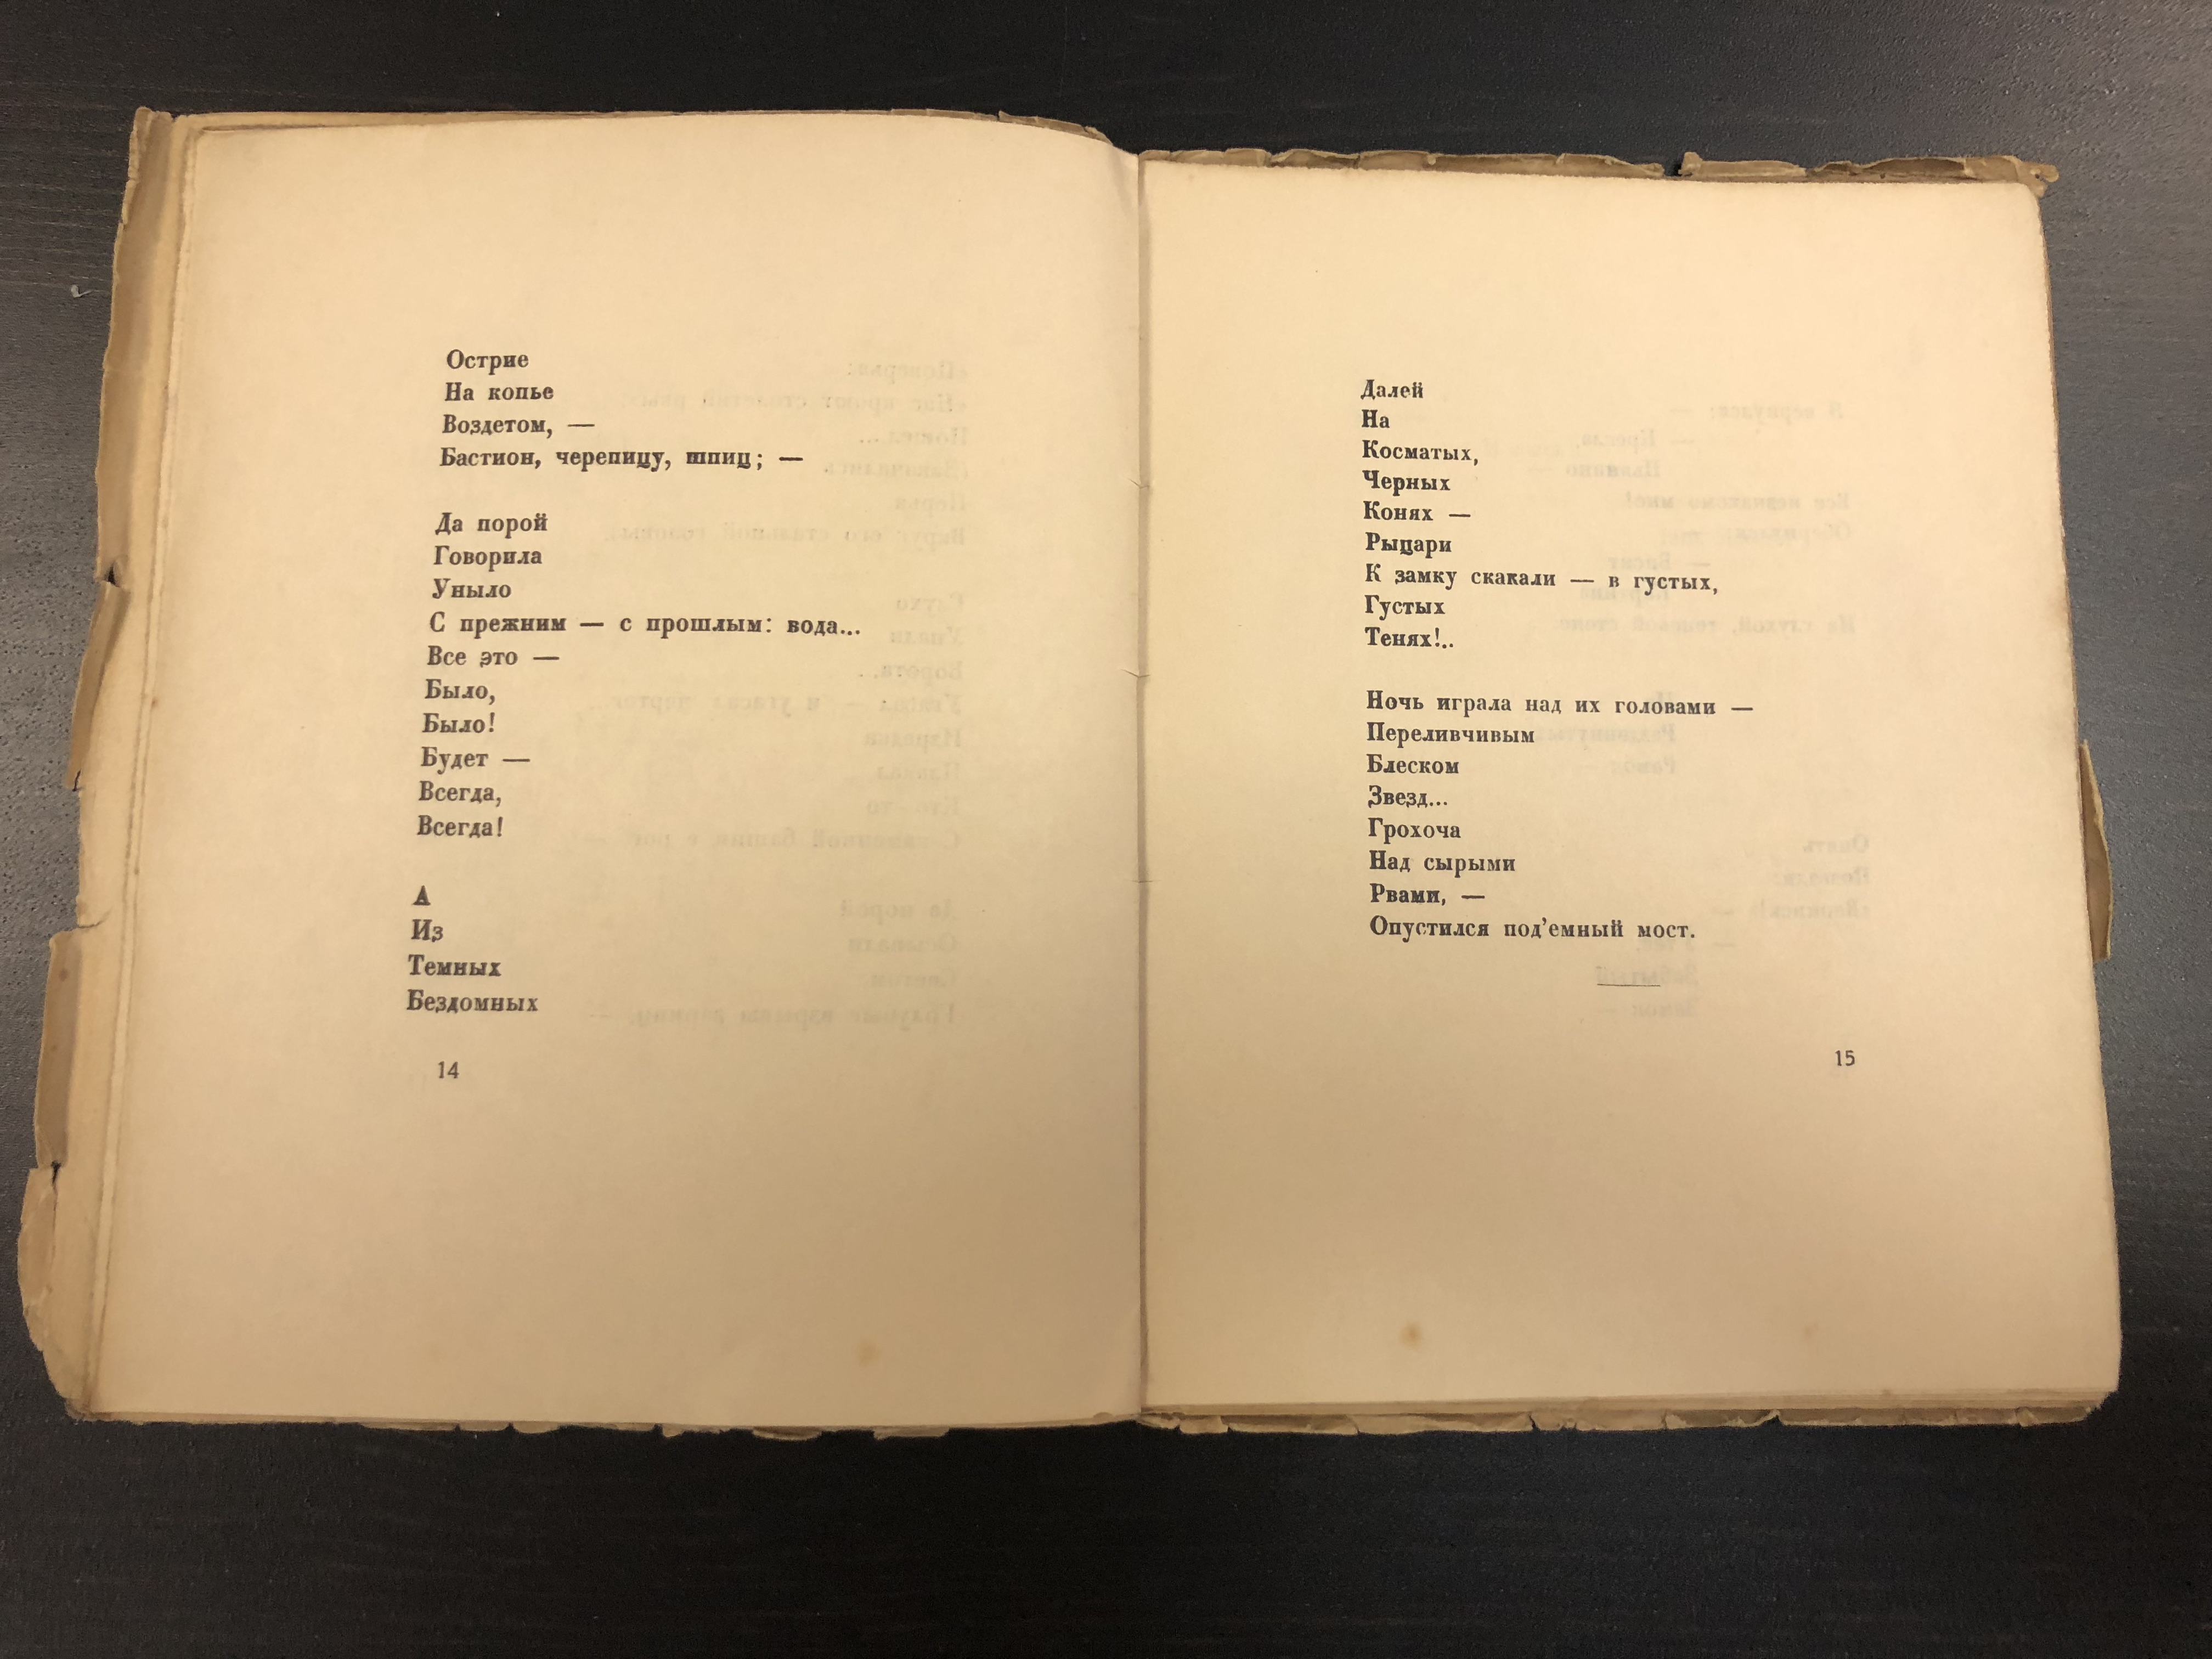 Острие
На копье
Воздетом, —
Бастион, черепицу, шпиц; —
Да порой
Говорила
Уныло
С прежним — с прошлым: вода...
Все это —
Было,
Было!
Будет —
Всегда,
Всегда!
А
Из
Темных
Бездомных
14
Далей
На
Косматых,
Черных
Конях —
Рыцари
К замку скакали — в густых,
Густых
Тенях!..
Ночь играла над их головами —
Переливчивым
Блеском
Звезд...
Грохоча
Над сырыми
Рвами, —
Опустился под'емный мост.
15